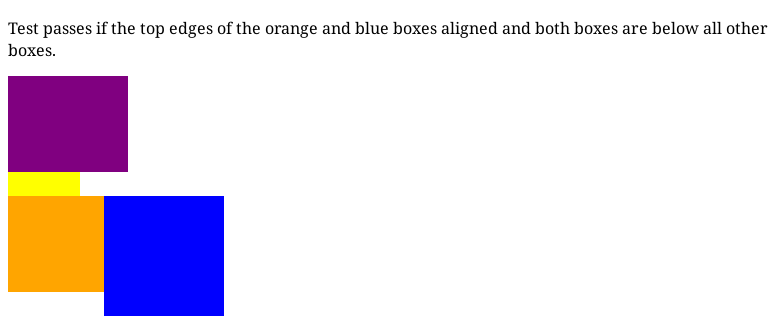 Test passes if the top edges of the orange and blue boxes aligned and both boxes are below all other
boxes.